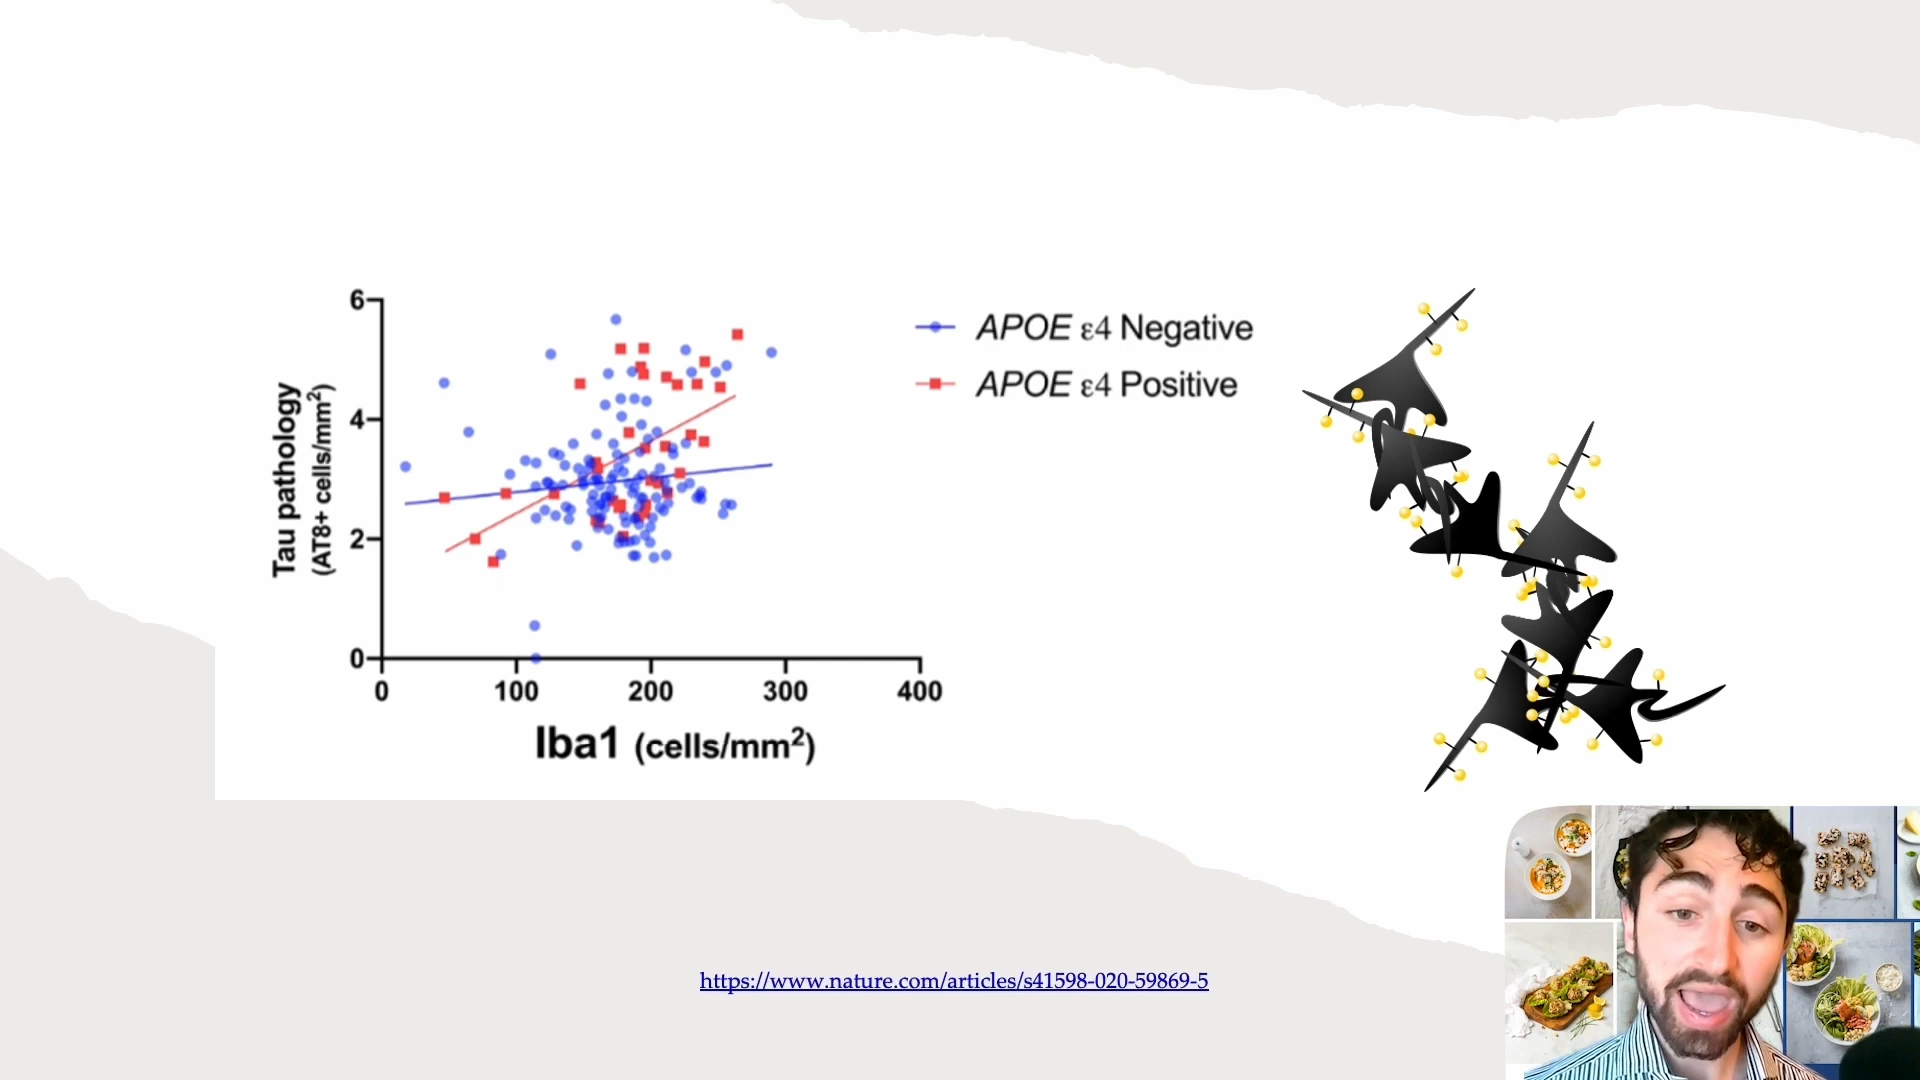 6
4
2
0
Tau pathology
(AT8+ cells/mm²)
0 100 200 300 400
Iba1 (cells/mm²)
APOE ε4 Negative
APOE ε4 Positive
https://www.nature.com/articles/s41598-020-59869-5